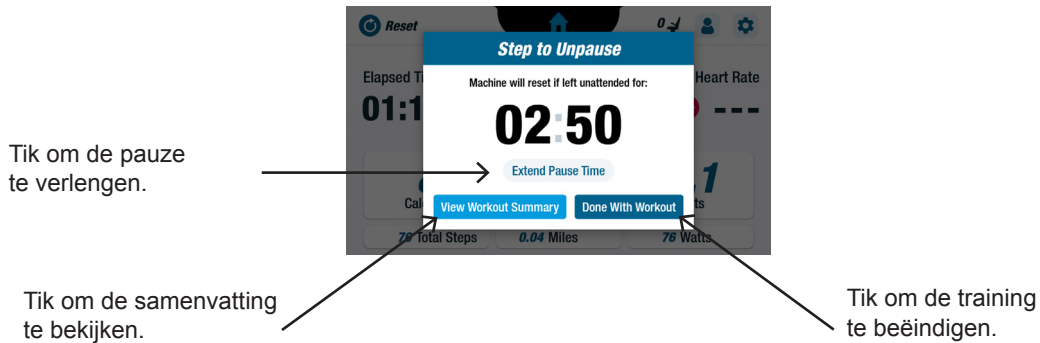 Reset
0
Step to Unpause
Elapsed Ti
Heart Rate
Machine will reset if left unattended for:
01:1
---
02:50
Tik om de pauze
te verlengen.
Extend Pause Time
.1
Cal
ts
View Workout Summary
Done With Workout
76 Total Steps
0.04 Miles
76 Watts
Tik om de samenvatting
te bekijken.
Tik om de training
te beëindigen.